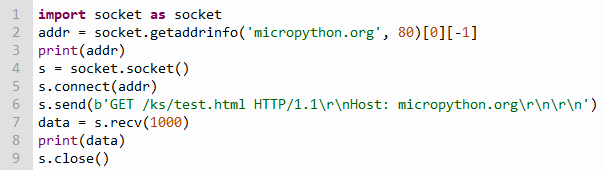 1 import socket as socket
2 addr = socket.getaddrinfo('micropython.org', 80)[0][-1]
3 print(addr)
4 s = socket.socket()
5 s.connect(addr)
6 s.send(b'GET /ks/test.html HTTP/1.1\r\nHost: micropython.org\r\n\r\n')
7 data = s.recv(1000)
8 print(data)
9 s.close()